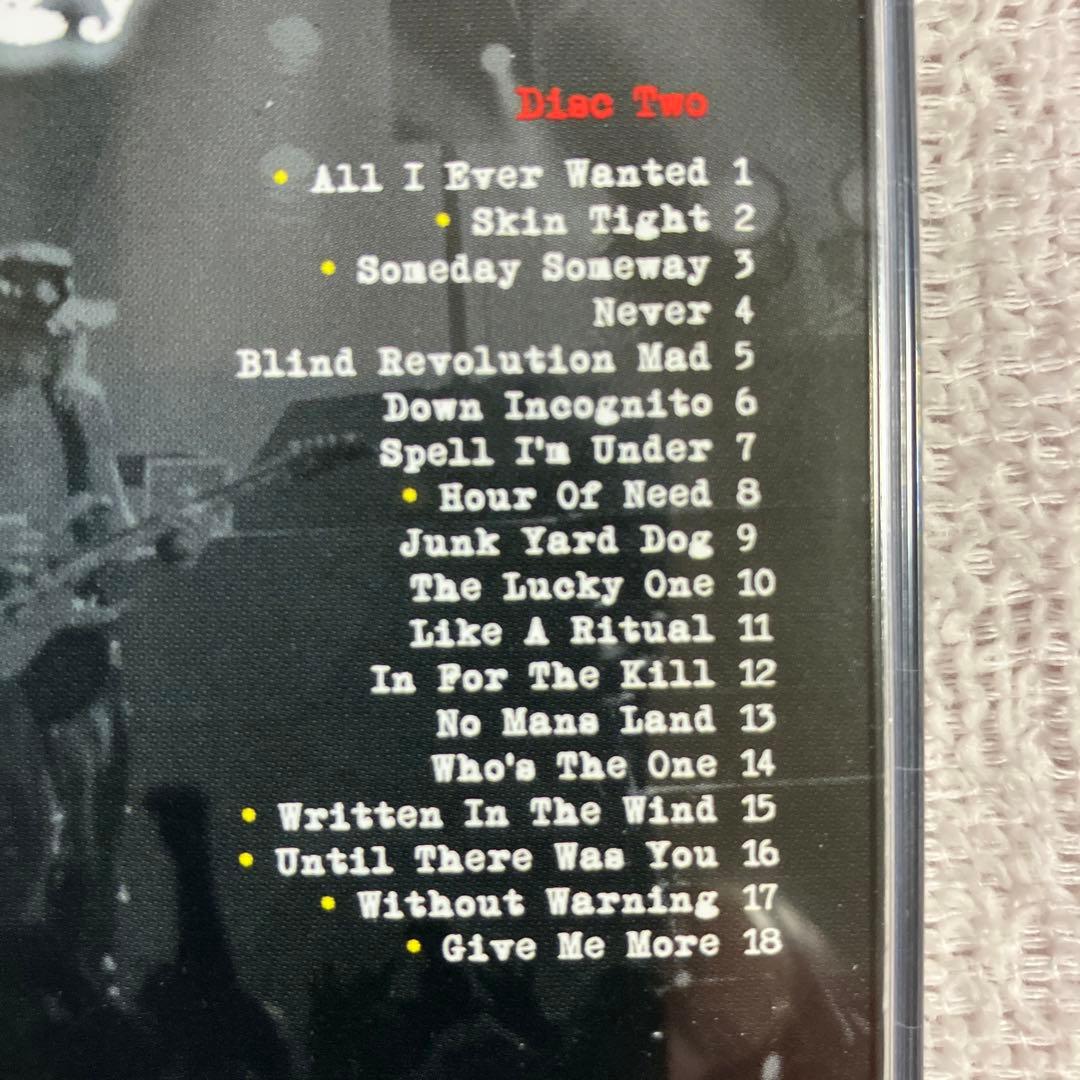 Disc Two
• All I Ever Wanted 1
• Skin Tight 2
• Someday Someway 3
Never 4
Blind Revolution Mad 5
Down Incognito 6
Spell I'm Under 7
• Hour Of Need 8
Junk Yard Dog 9
The Lucky One 10
Like A Ritual 11
In For The Kill 12
No Mans Land 13
Who's The One 14
• Written In The Wind 15
• Until There Was You 16
• Without Warning 17
• Give Me More 18